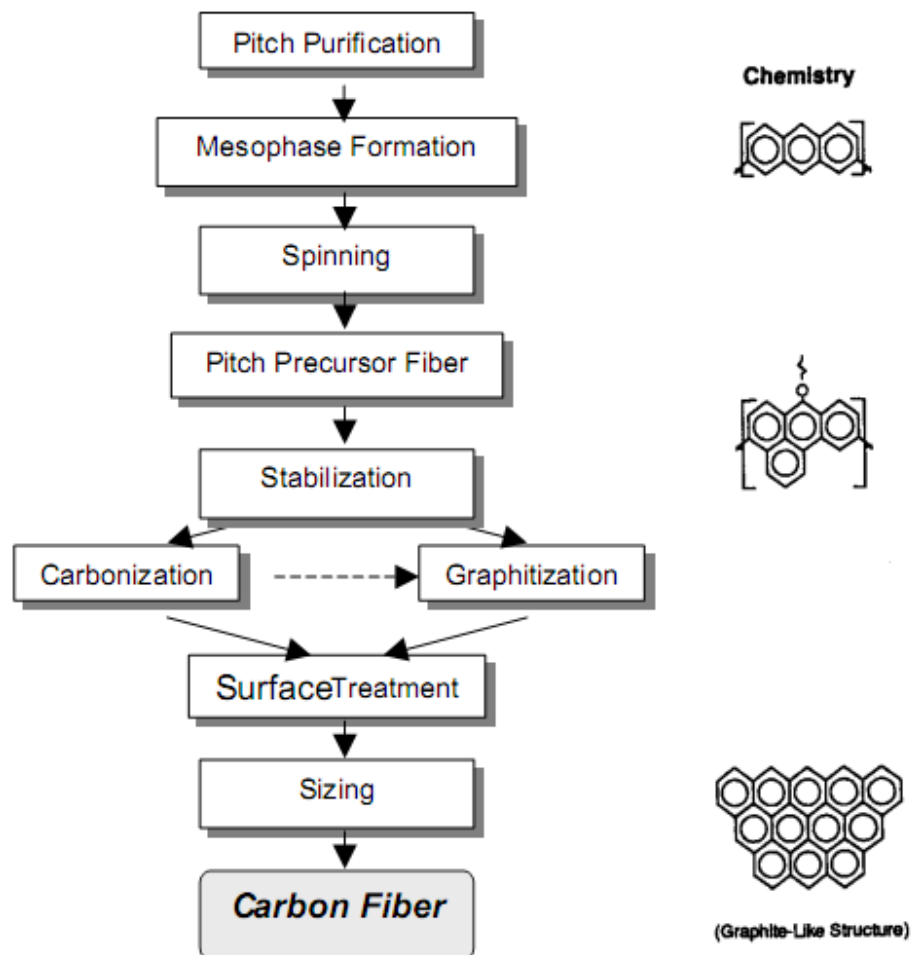 Pitch Purification
Chemistry
Mesophase Formation
Spinning
Pitch Precursor Fiber
O
Stabilization
Carbonization
Graphitization
SurfaceTreatment
Sizing
Carbon Fiber
(Graphite-Like Structure)